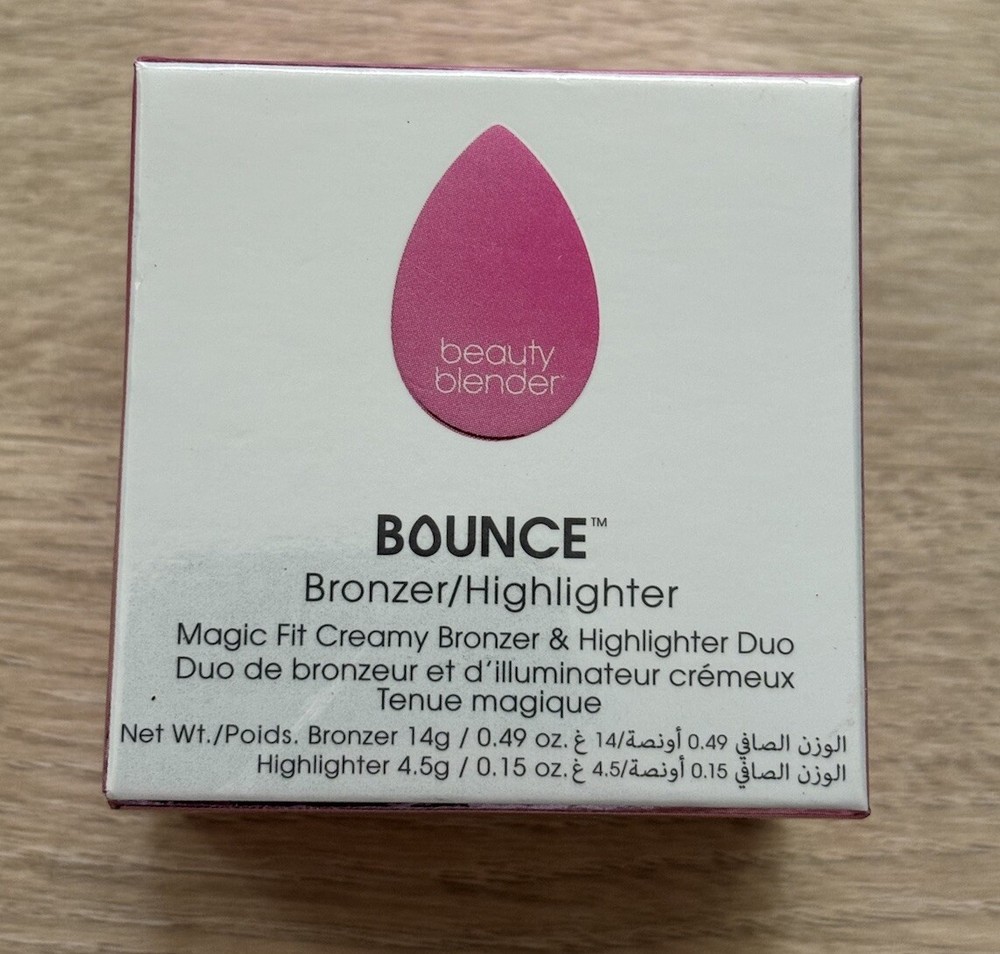 beauty
blender™
BOUNCE™
Bronzer/Highlighter
Magic Fit Creamy Bronzer & Highlighter Duo
Duo de bronzeur et d'illuminateur crémeux
Tenue magique
Net Wt./Poids. Bronzer 14g / 0.49 oz. الوزن الصافي 0.49 أونصة/14 غ
Highlighter 4.5g / 0.15 oz. الوزن الصافي 0.15 أونصة/4.5 غ